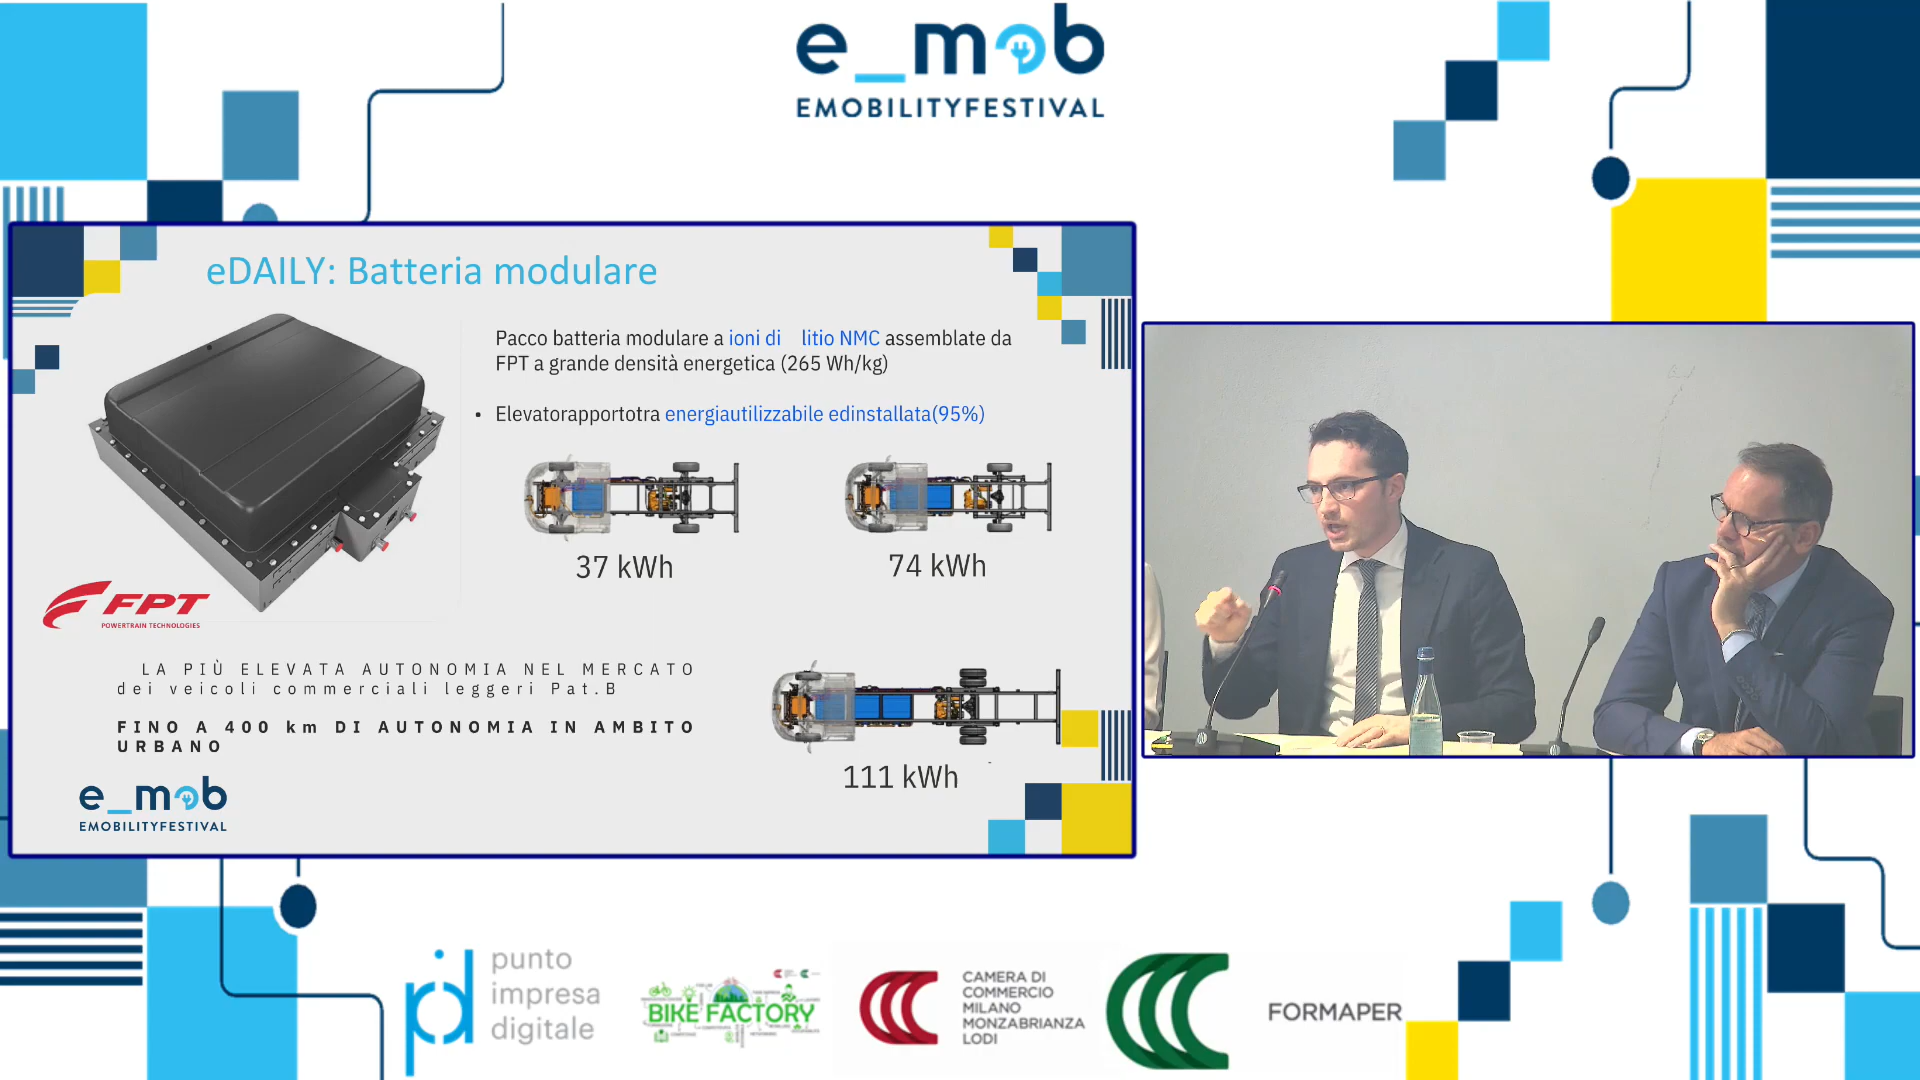 e_mob
EMOBILITYFESTIVAL
eDAILY: Batteria modulare
Pacco batteria modulare a ioni di litio NMC assemblate da
FPT a grande densità energetica (265 Wh/kg)
• Elevatorapportotra energiautilizzabile edinstallata(95%)
37 kWh
74 kWh
FPT
POWERTRAIN TECHNOLOGIES
LA PIÙ ELEVATA AUTONOMIA NEL MERCATO
dei veicoli commerciali leggeri Pat.B
FINO A 400 km DI AUTONOMIA IN AMBITO
URBANO
111 kWh
e_mob
EMOBILITYFESTIVAL
pid
punto
impresa
digitale
BIKE FACTORY
CAMERA DI
COMMERCIO
MILANO
MONZABRIANZA
LODI
FORMAPER